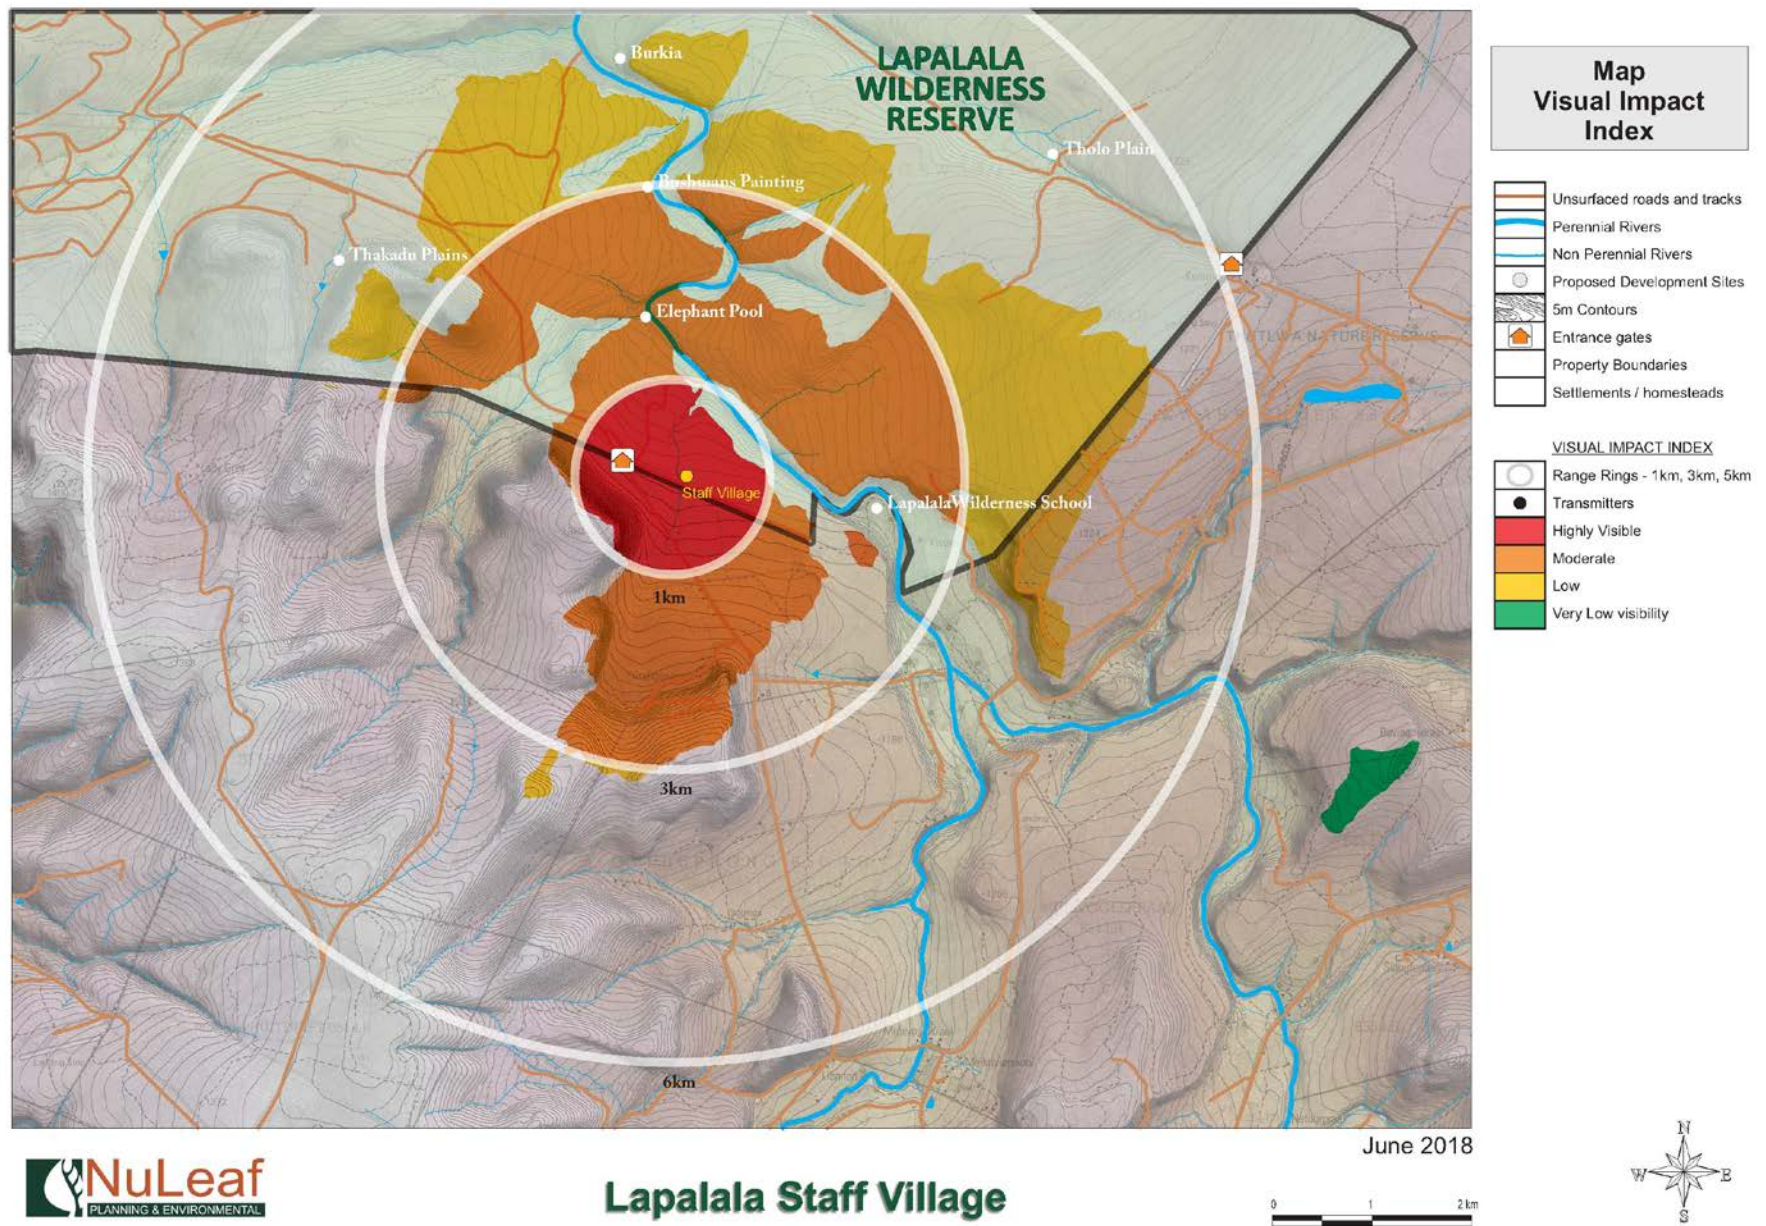 Burkia
LAPALALA
WILDERNESS
RESERVE
Tholo Plain
Bushmans Painting
Thakadu Plains
Elephant Pool
Staff Village
Lapalala Wilderness School
1km
3km
6km
Map
Visual Impact
Index
Unsurfaced roads and tracks
Perennial Rivers
Non Perennial Rivers
Proposed Development Sites
5m Contours
Entrance gates
Property Boundaries
Settlements / homesteads
VISUAL IMPACT INDEX
Range Rings - 1km, 3km, 5km
Transmitters
Highly Visible
Moderate
Low
Very Low visibility
June 2018
NuLeaf
PLANNING & ENVIRONMENTAL
Lapalala Staff Village
0 1 2 km
N
W E
S